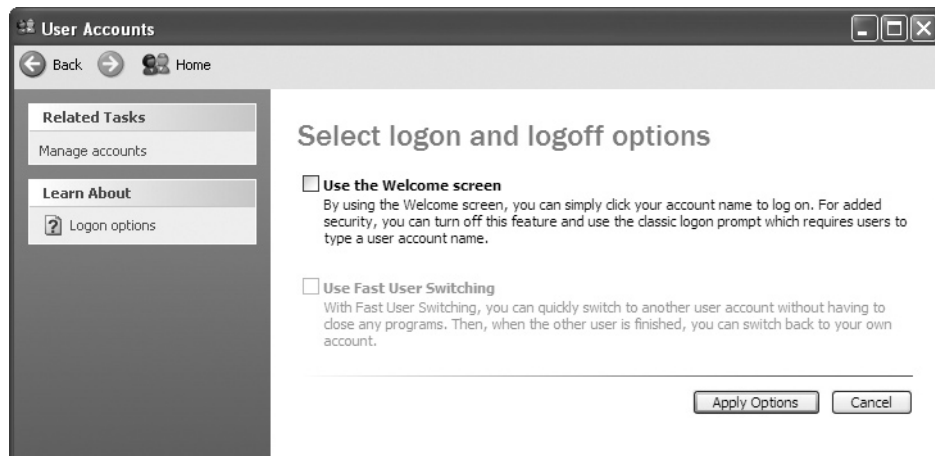 User Accounts
Back Home
Related Tasks
Manage accounts
Learn About
Logon options
Select logon and logoff options
Use the Welcome screen
By using the Welcome screen, you can simply click your account name to log on. For added
security, you can turn off this feature and use the classic logon prompt which requires users to
type a user account name.
Use Fast User Switching
With Fast User Switching, you can quickly switch to another user account without having to
close any programs. Then, when the other user is finished, you can switch back to your own
account.
Apply Options Cancel